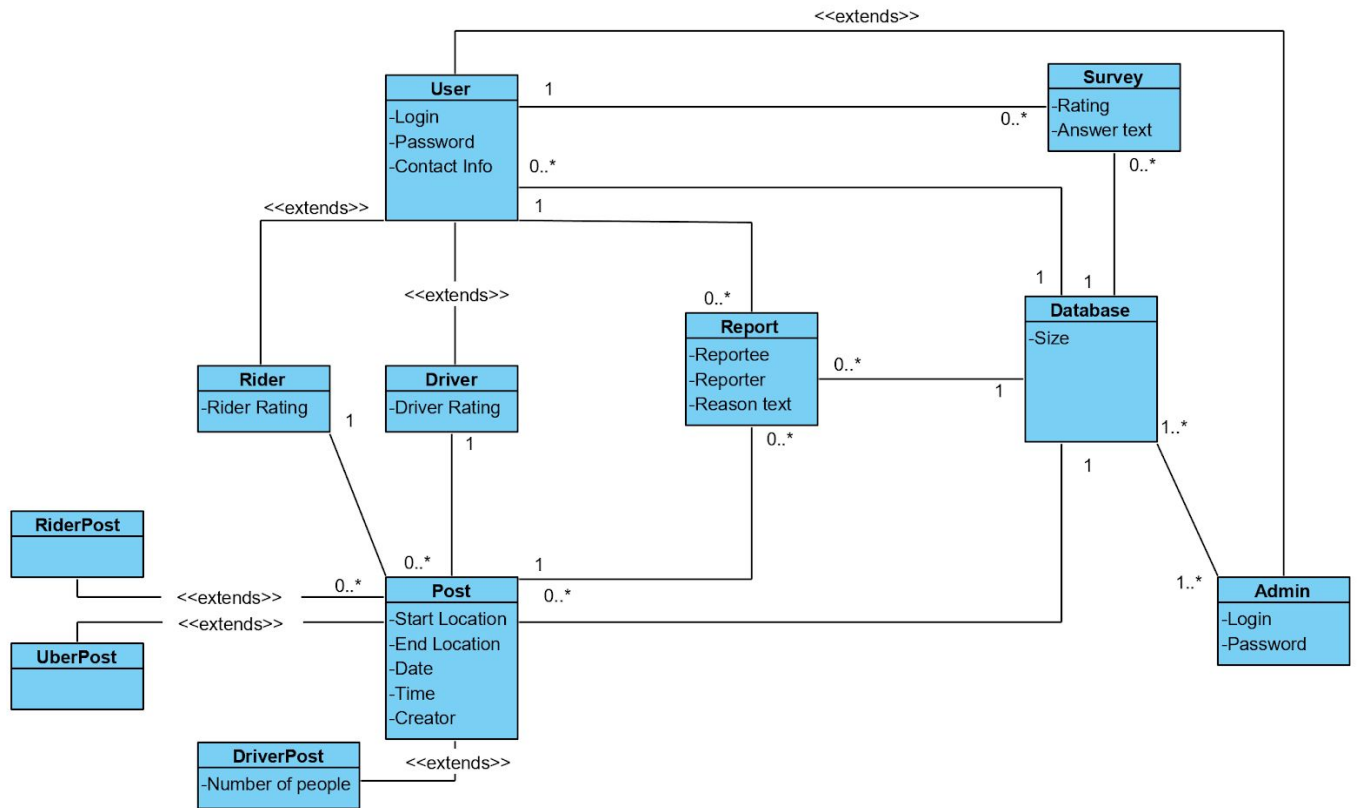 <<extends>>
User
-Login
-Password
-Contact Info
1
0..*
Survey
-Rating
-Answer text
0..*
0..*
1
<<extends>>
<<extends>>
0..*
1
1
Report
-Reportee
-Reporter
-Reason text
0..*
1
0..*
Database
-Size
1..*
1
Rider
-Rider Rating
1
Driver
-Driver Rating
1
RiderPost
<<extends>>
0..*
0..*
1
0..*
<<extends>>
UberPost
Post
-Start Location
-End Location
-Date
-Time
-Creator
1..*
Admin
-Login
-Password
DriverPost
-Number of people
<<extends>>